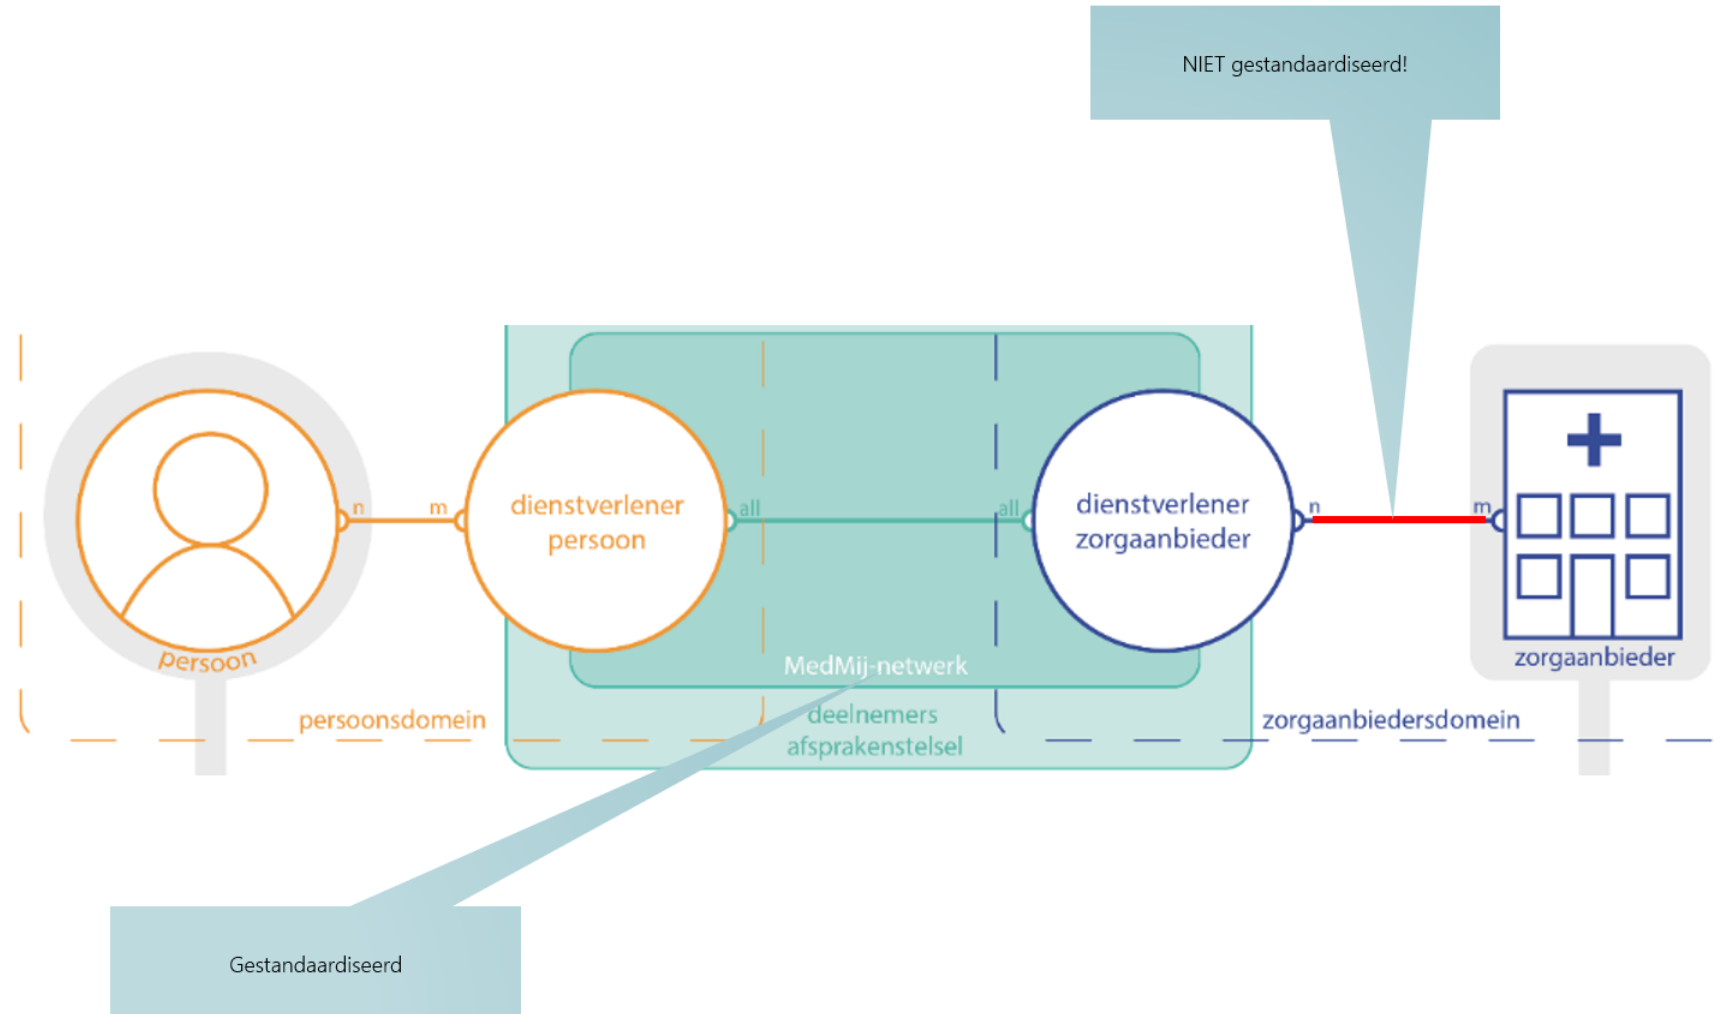 NIET gestandaardiseerd!
n
m
all
all
n
m
dienstverlener
persoon
dienstverlener
zorgaanbieder
persoon
MedMij-netwerk
zorgaanbieder
persoonsdomein
deelnemers
afsprakenstelsel
zorgaanbiedersdomein
Gestandaardiseerd